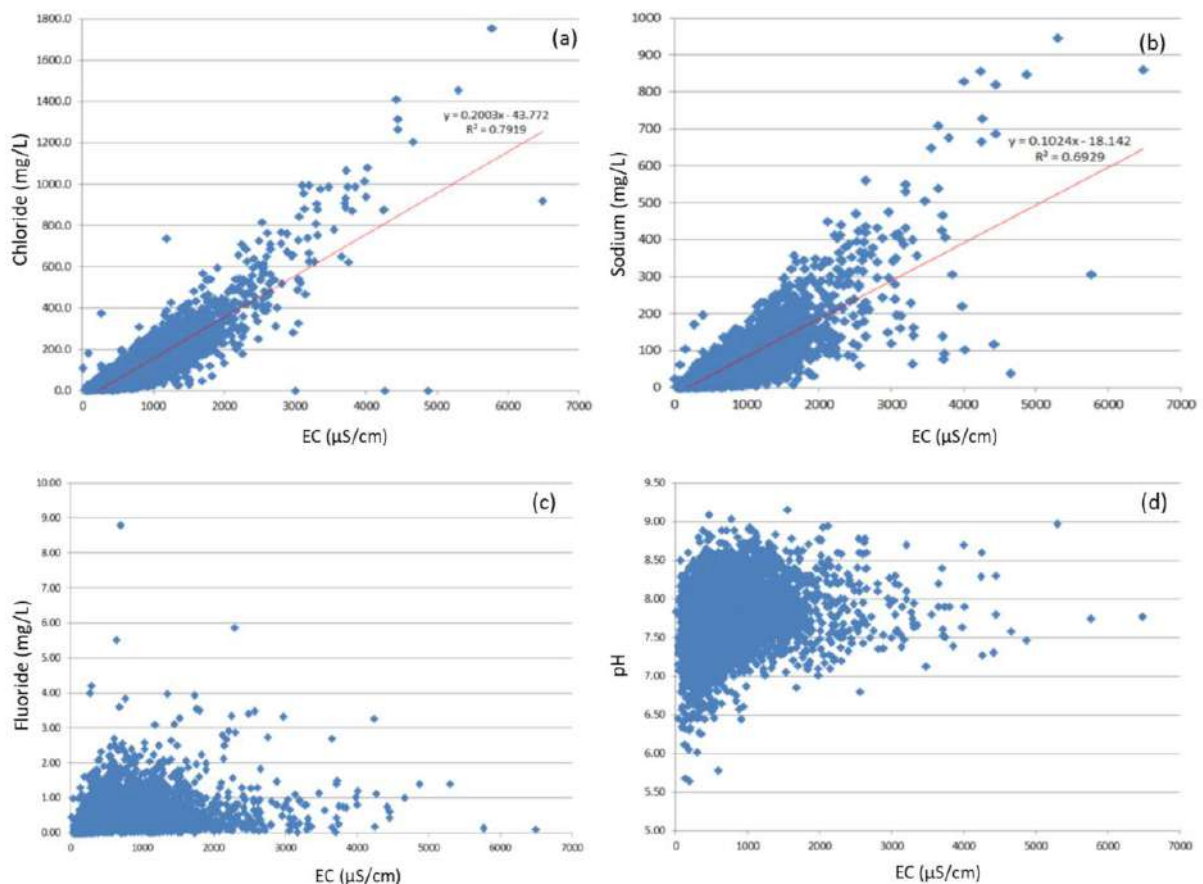 (a)
1800.0
1600.0
1400.0
1200.0
1000.0
800.0
600.0
400.0
200.0
0.0
Chloride (mg/L)
y = 0.2003x - 43.772
R² = 0.7919
0 1000 2000 3000 4000 5000 6000 7000
EC (µS/cm)
(b)
1000
900
800
700
600
500
400
300
200
100
0
Sodium (mg/L)
y = 0.1024x - 18.142
R² = 0.6929
0 1000 2000 3000 4000 5000 6000 7000
EC (µS/cm)
(c)
10.00
9.00
8.00
7.00
6.00
5.00
4.00
3.00
2.00
1.00
0.00
Fluoride (mg/L)
0 1000 2000 3000 4000 5000 6000 7000
EC (µS/cm)
(d)
9.50
9.00
8.50
8.00
7.50
7.00
6.50
6.00
5.50
5.00
pH
0 1000 2000 3000 4000 5000 6000 7000
EC (µS/cm)